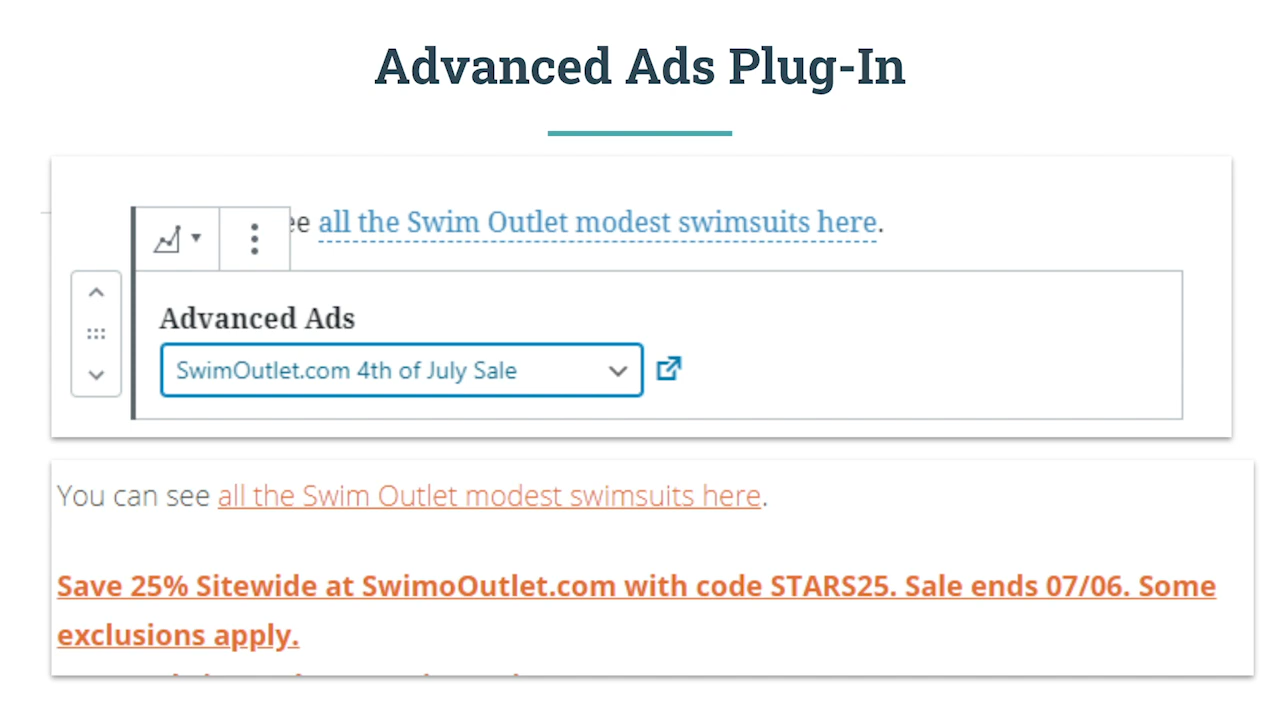 Advanced Ads Plug-In
ee all the Swim Outlet modest swimsuits here.
Advanced Ads
SwimOutlet.com 4th of July Sale
You can see all the Swim Outlet modest swimsuits here.
Save 25% Sitewide at SwimoOutlet.com with code STARS25. Sale ends 07/06. Some
exclusions apply.